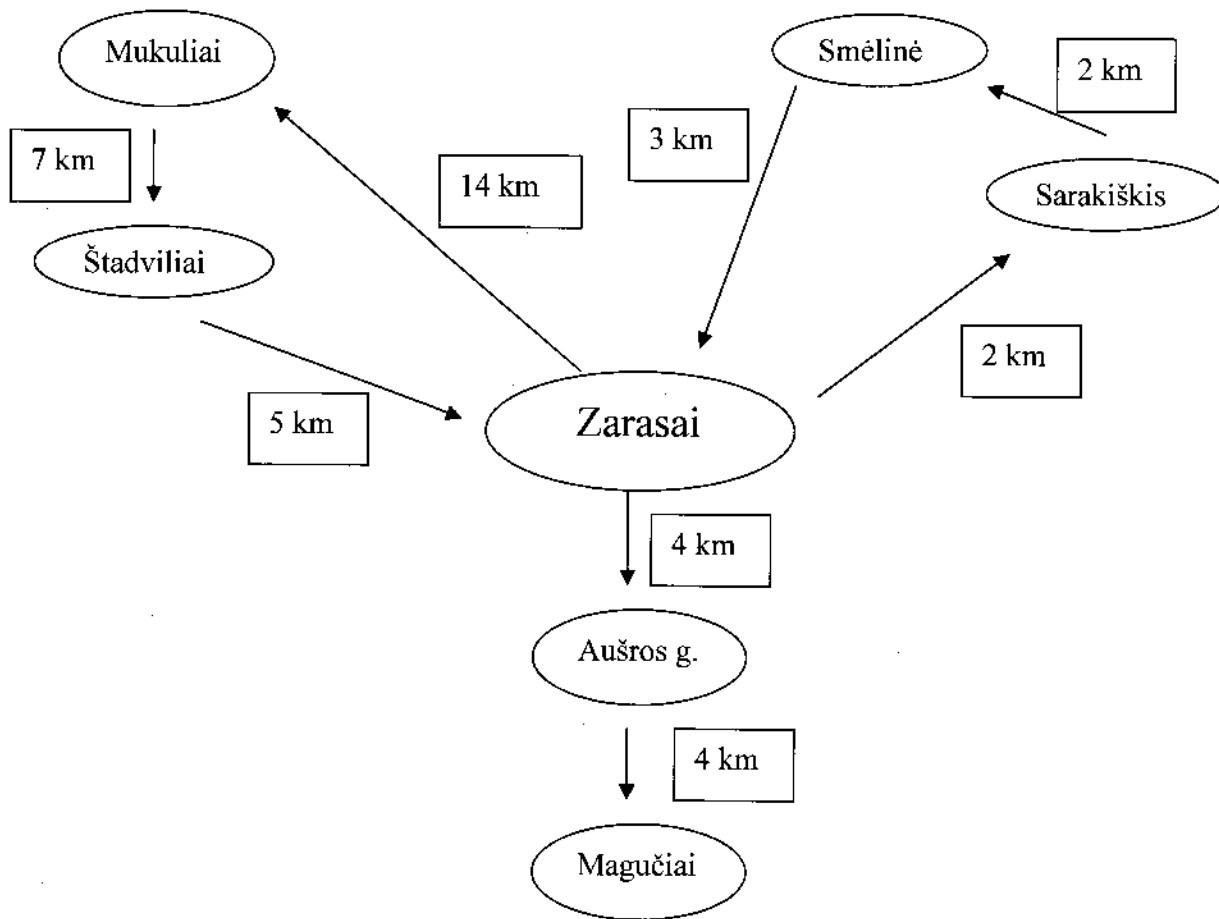 Mukuliai
Smėlinė
2 km
7 km
3 km
14 km
Sarakiškis
Štadviliai
2 km
5 km
Zarasai
4 km
Aušros g.
4 km
Magučiai